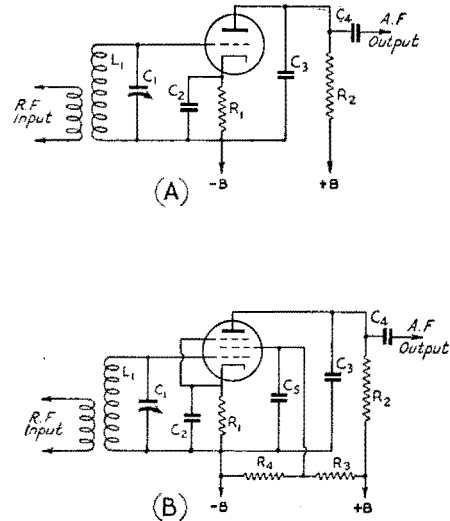 C4
A.F
Output
L1
C1
C2
C3
R.F
Input
R1
R2
-B
+B
(A)
C4
A.F
Output
L1
C1
C2
C5
C3
R2
R.F
Input
R1
R4
R3
-B
+B
(B)